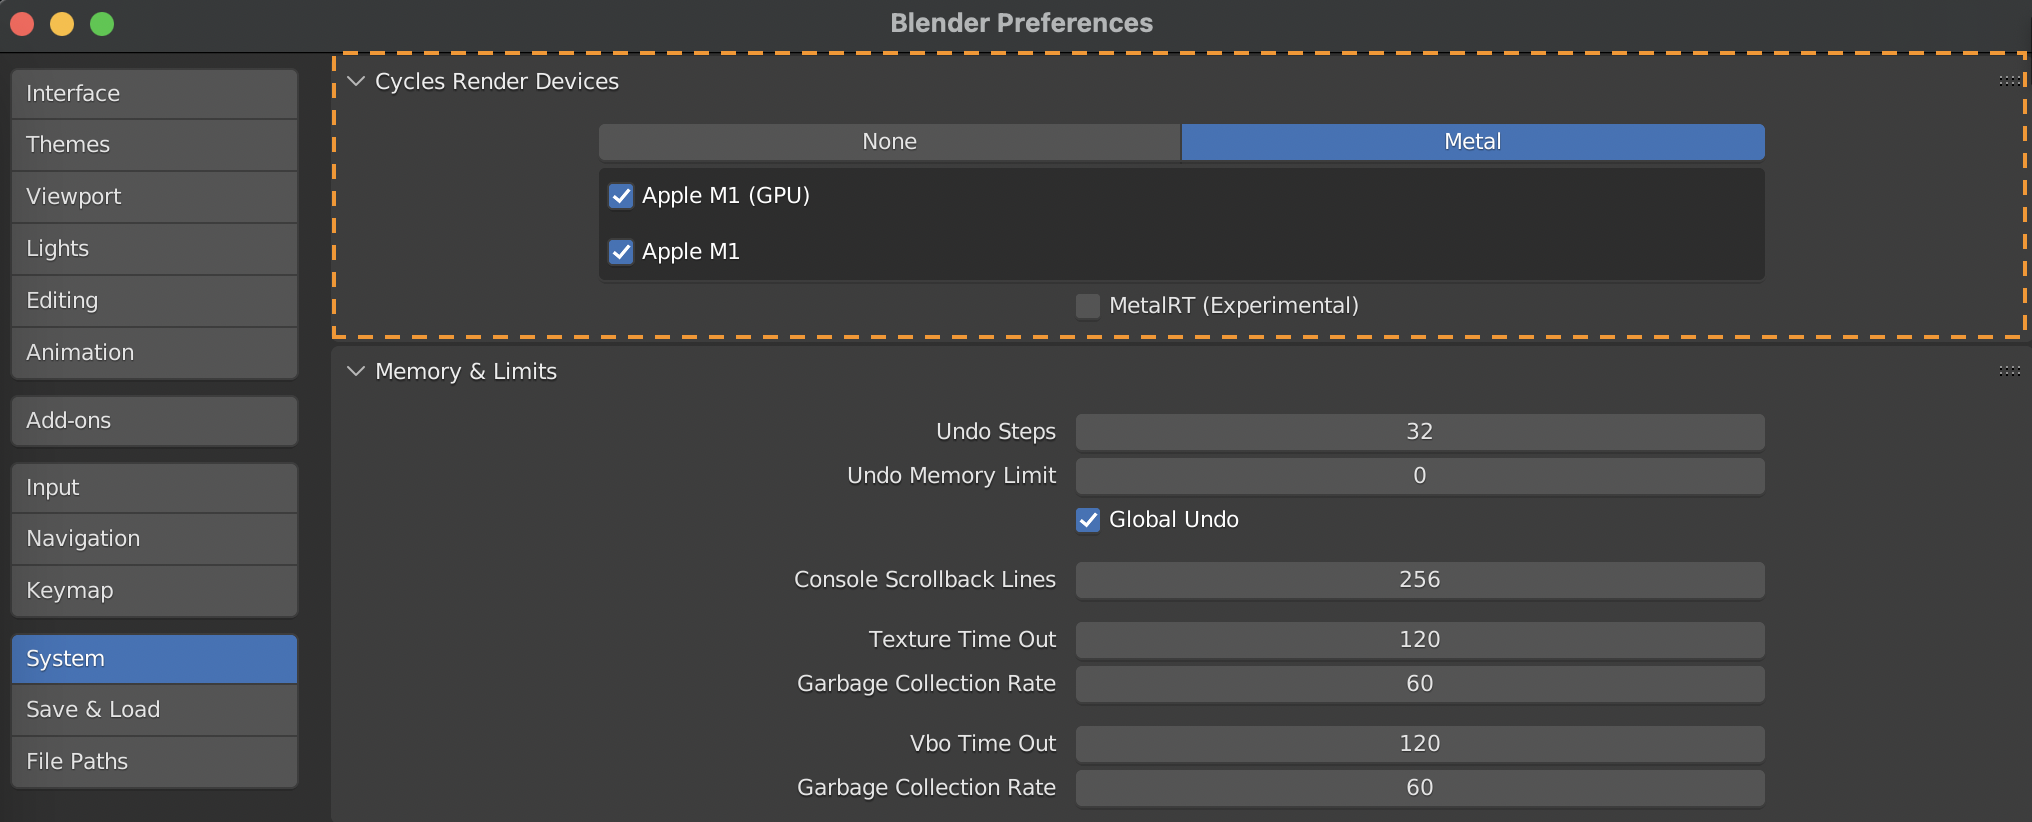 Blender Preferences
Interface
Themes
Viewport
Lights
Editing
Animation
Add-ons
Input
Navigation
Keymap
System
Save & Load
File Paths
Cycles Render Devices
None Metal
Apple M1 (GPU)
Apple M1
MetalRT (Experimental)
Memory & Limits
Undo Steps 32
Undo Memory Limit 0
Global Undo
Console Scrollback Lines 256
Texture Time Out 120
Garbage Collection Rate 60
Vbo Time Out 120
Garbage Collection Rate 60